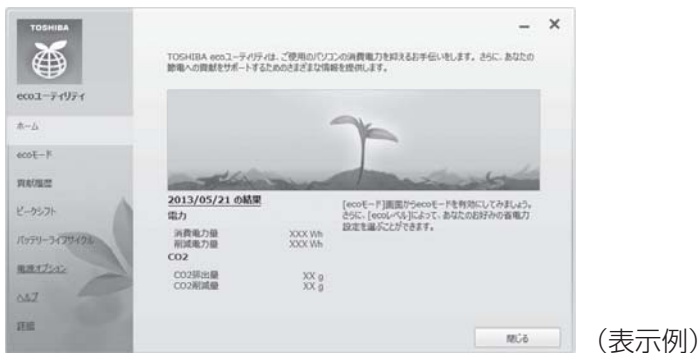 TOSHIBA
ecoユーティリティ
ホーム
ecoモード
貢献履歴
ピークシフト
バッテリーライフサイクル
電源オプション
ヘルプ
詳細
TOSHIBA ecoユーティリティは、ご使用のパソコンの消費電力を抑えるお手伝いをします。さらに、あなたの
節電への貢献をサポートするためのさまざまな情報を提供します。
2013/05/21 の結果
電力
消費電力量 XXX Wh
削減電力量 XXX Wh
CO2
CO2排出量 XX g
CO2削減量 XX g
[ecoモード]画面からecoモードを有効にしてみましょう。
さらに、[ecoレベル]によって、あなたのお好みの省電力
設定を選ぶことができます。
閉じる
（表示例）